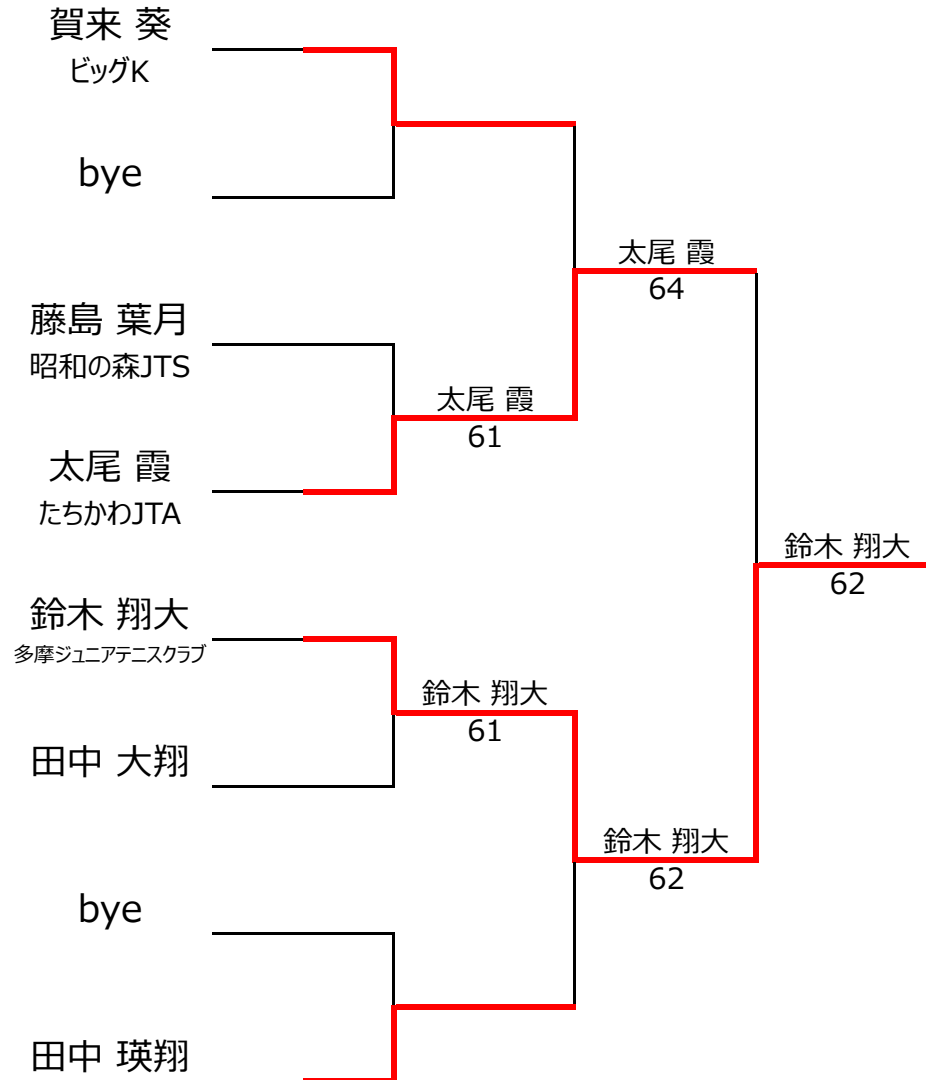 賀来 葵
ビッグK
bye
太尾 霞
64
藤島 葉月
昭和の森JTS
太尾 霞
61
太尾 霞
たちかわJTA
鈴木 翔大
62
鈴木 翔大
多摩ジュニアテニスクラブ
鈴木 翔大
61
田中 大翔
鈴木 翔大
62
bye
田中 瑛翔